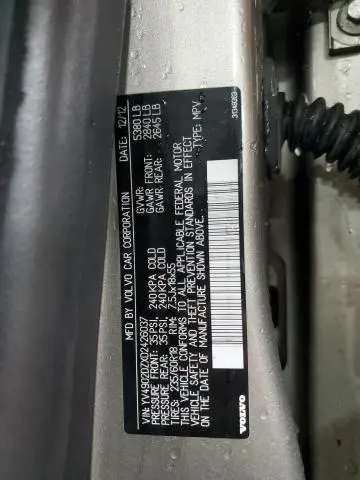 MFD BY VOLVO CAR CORPORATION DATE: 12/12
GVWR: 5380 LB
GAWR FRONT: 2840 LB
GAWR REAR: 2645 LB
VIN: YV4902DZXD2426037
PRESSURE FRONT: 35 PSI, 240 KPA COLD
PRESSURE REAR: 35 PSI, 240 KPA COLD
TIRES: 235/60R18 RIM: 7.5Jx18x55
THIS VEHICLE CONFORMS TO ALL APPLICABLE FEDERAL MOTOR
VEHICLE SAFETY AND THEFT PREVENTION STANDARDS IN EFFECT
ON THE DATE OF MANUFACTURE SHOWN ABOVE. TYPE: MPV
VOLVO